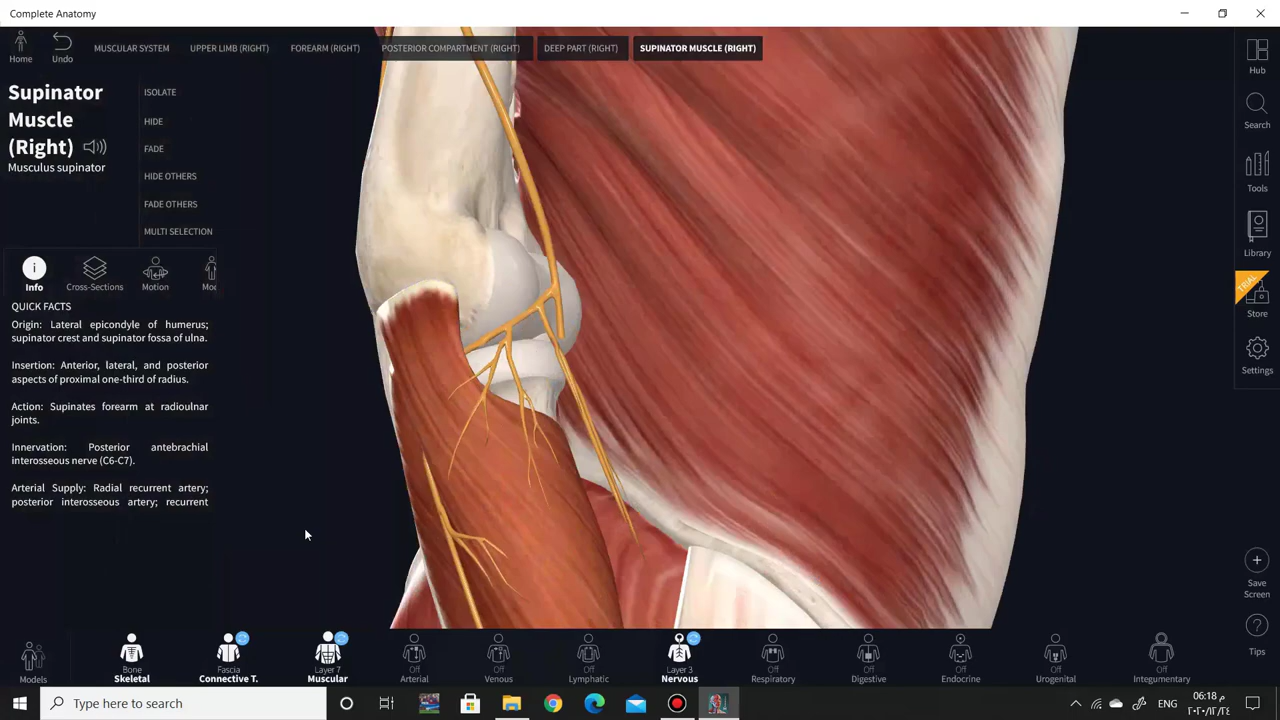 Complete Anatomy
Home
Undo
MUSCULAR SYSTEM
UPPER LIMB (RIGHT)
FOREARM (RIGHT)
POSTERIOR COMPARTMENT (RIGHT)
DEEP PART (RIGHT)
SUPINATOR MUSCLE (RIGHT)
Supinator
Muscle
(Right)
Musculus supinator
ISOLATE
HIDE
FADE
HIDE OTHERS
FADE OTHERS
MULTI SELECTION
Info
Cross-Sections
Motion
QUICK FACTS
Origin: Lateral epicondyle of humerus;
supinator crest and supinator fossa of ulna.
Insertion: Anterior, lateral, and posterior
aspects of proximal one-third of radius.
Action: Supinates forearm at radioulnar
joints.
Innervation: Posterior antebrachial
interosseous nerve (C6-C7).
Arterial Supply: Radial recurrent artery;
posterior interosseous artery; recurrent
Hub
Search
Tools
Library
TRIAL
Store
Settings
Save
Screen
Tips
Models
Bone
Skeletal
Fascia
Connective T.
Layer 7
Muscular
Off
Arterial
Off
Venous
Off
Lymphatic
Layer 3
Nervous
Off
Respiratory
Off
Digestive
Off
Endocrine
Off
Urogenital
Off
Integumentary
Type here to search
ENG
06:18 م